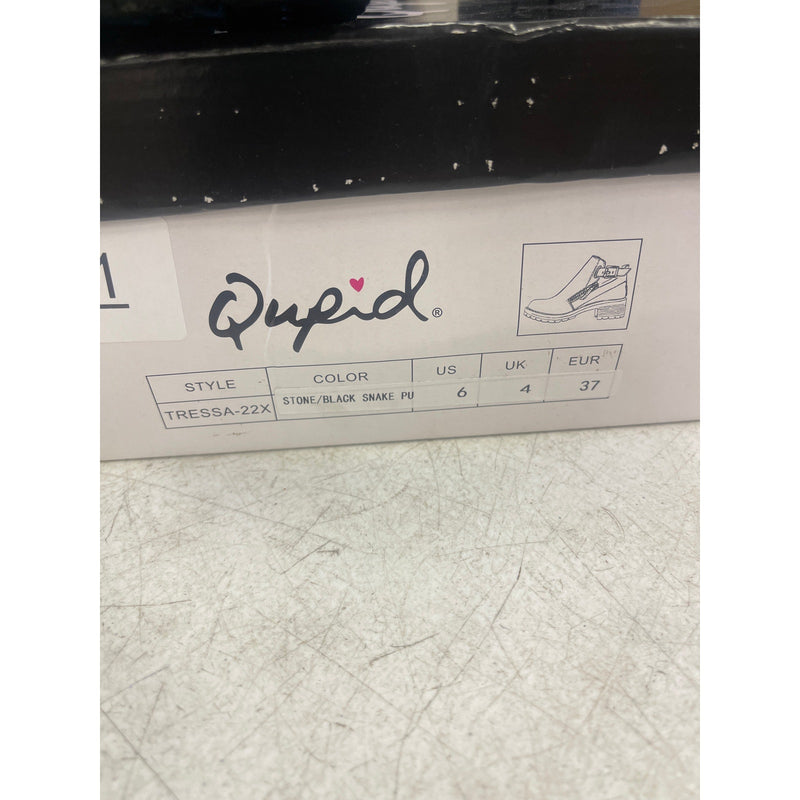 1
Qupid®
STYLE COLOR US UK EUR
TRESSA-22X STONE/BLACK SNAKE PU 6 4 37